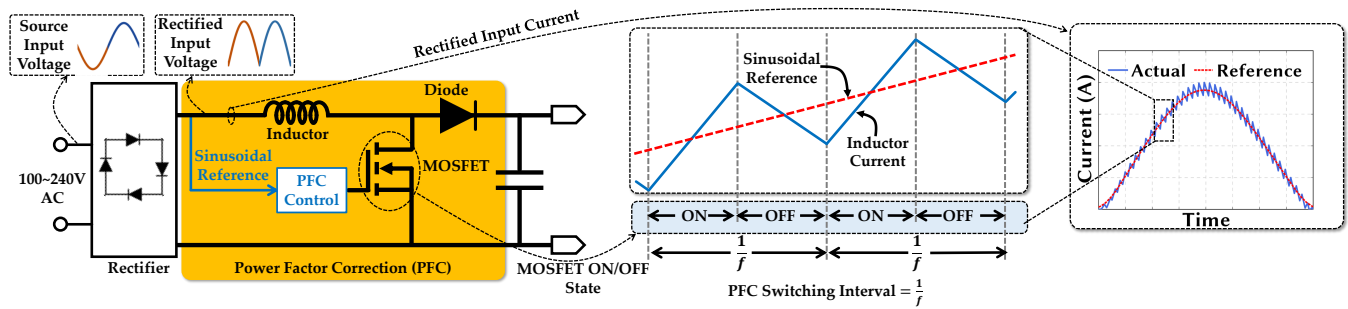 Source
Input
Voltage
Rectified
Input
Voltage
Rectified Input Current
100~240V
AC
Rectifier
Inductor
Diode
MOSFET
Sinusoidal
Reference
PFC
Control
Power Factor Correction (PFC)
MOSFET ON/OFF
State
Sinusoidal
Reference
Inductor
Current
ON OFF ON OFF
1/f 1/f
PFC Switching Interval = 1/f
Actual Reference
Current (A)
Time